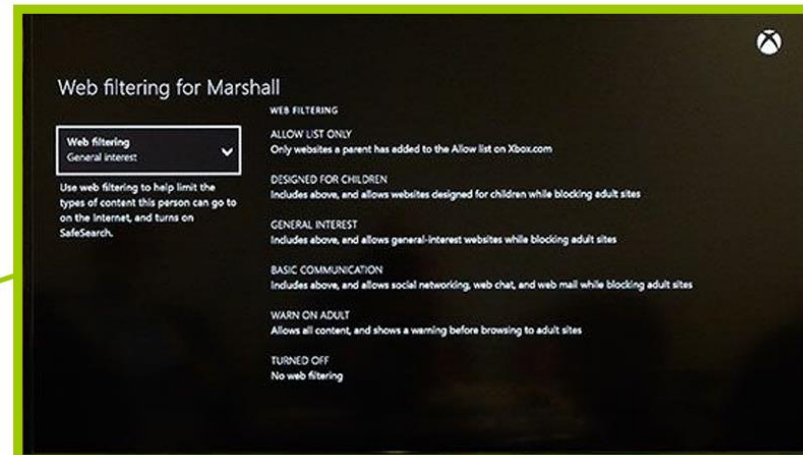 Web filtering for Marshall
Web filtering
General interest
Use web filtering to help limit the
types of content this person can go to
on the Internet, and turns on
SafeSearch.
WEB FILTERING
ALLOW LIST ONLY
Only websites a parent has added to the Allow list on Xbox.com
DESIGNED FOR CHILDREN
Includes above, and allows websites designed for children while blocking adult sites
GENERAL INTEREST
Includes above, and allows general-interest websites while blocking adult sites
BASIC COMMUNICATION
Includes above, and allows social networking, web chat, and web mail while blocking adult sites
WARN ON ADULT
Allows all content, and shows a warning before browsing to adult sites
TURNED OFF
No web filtering